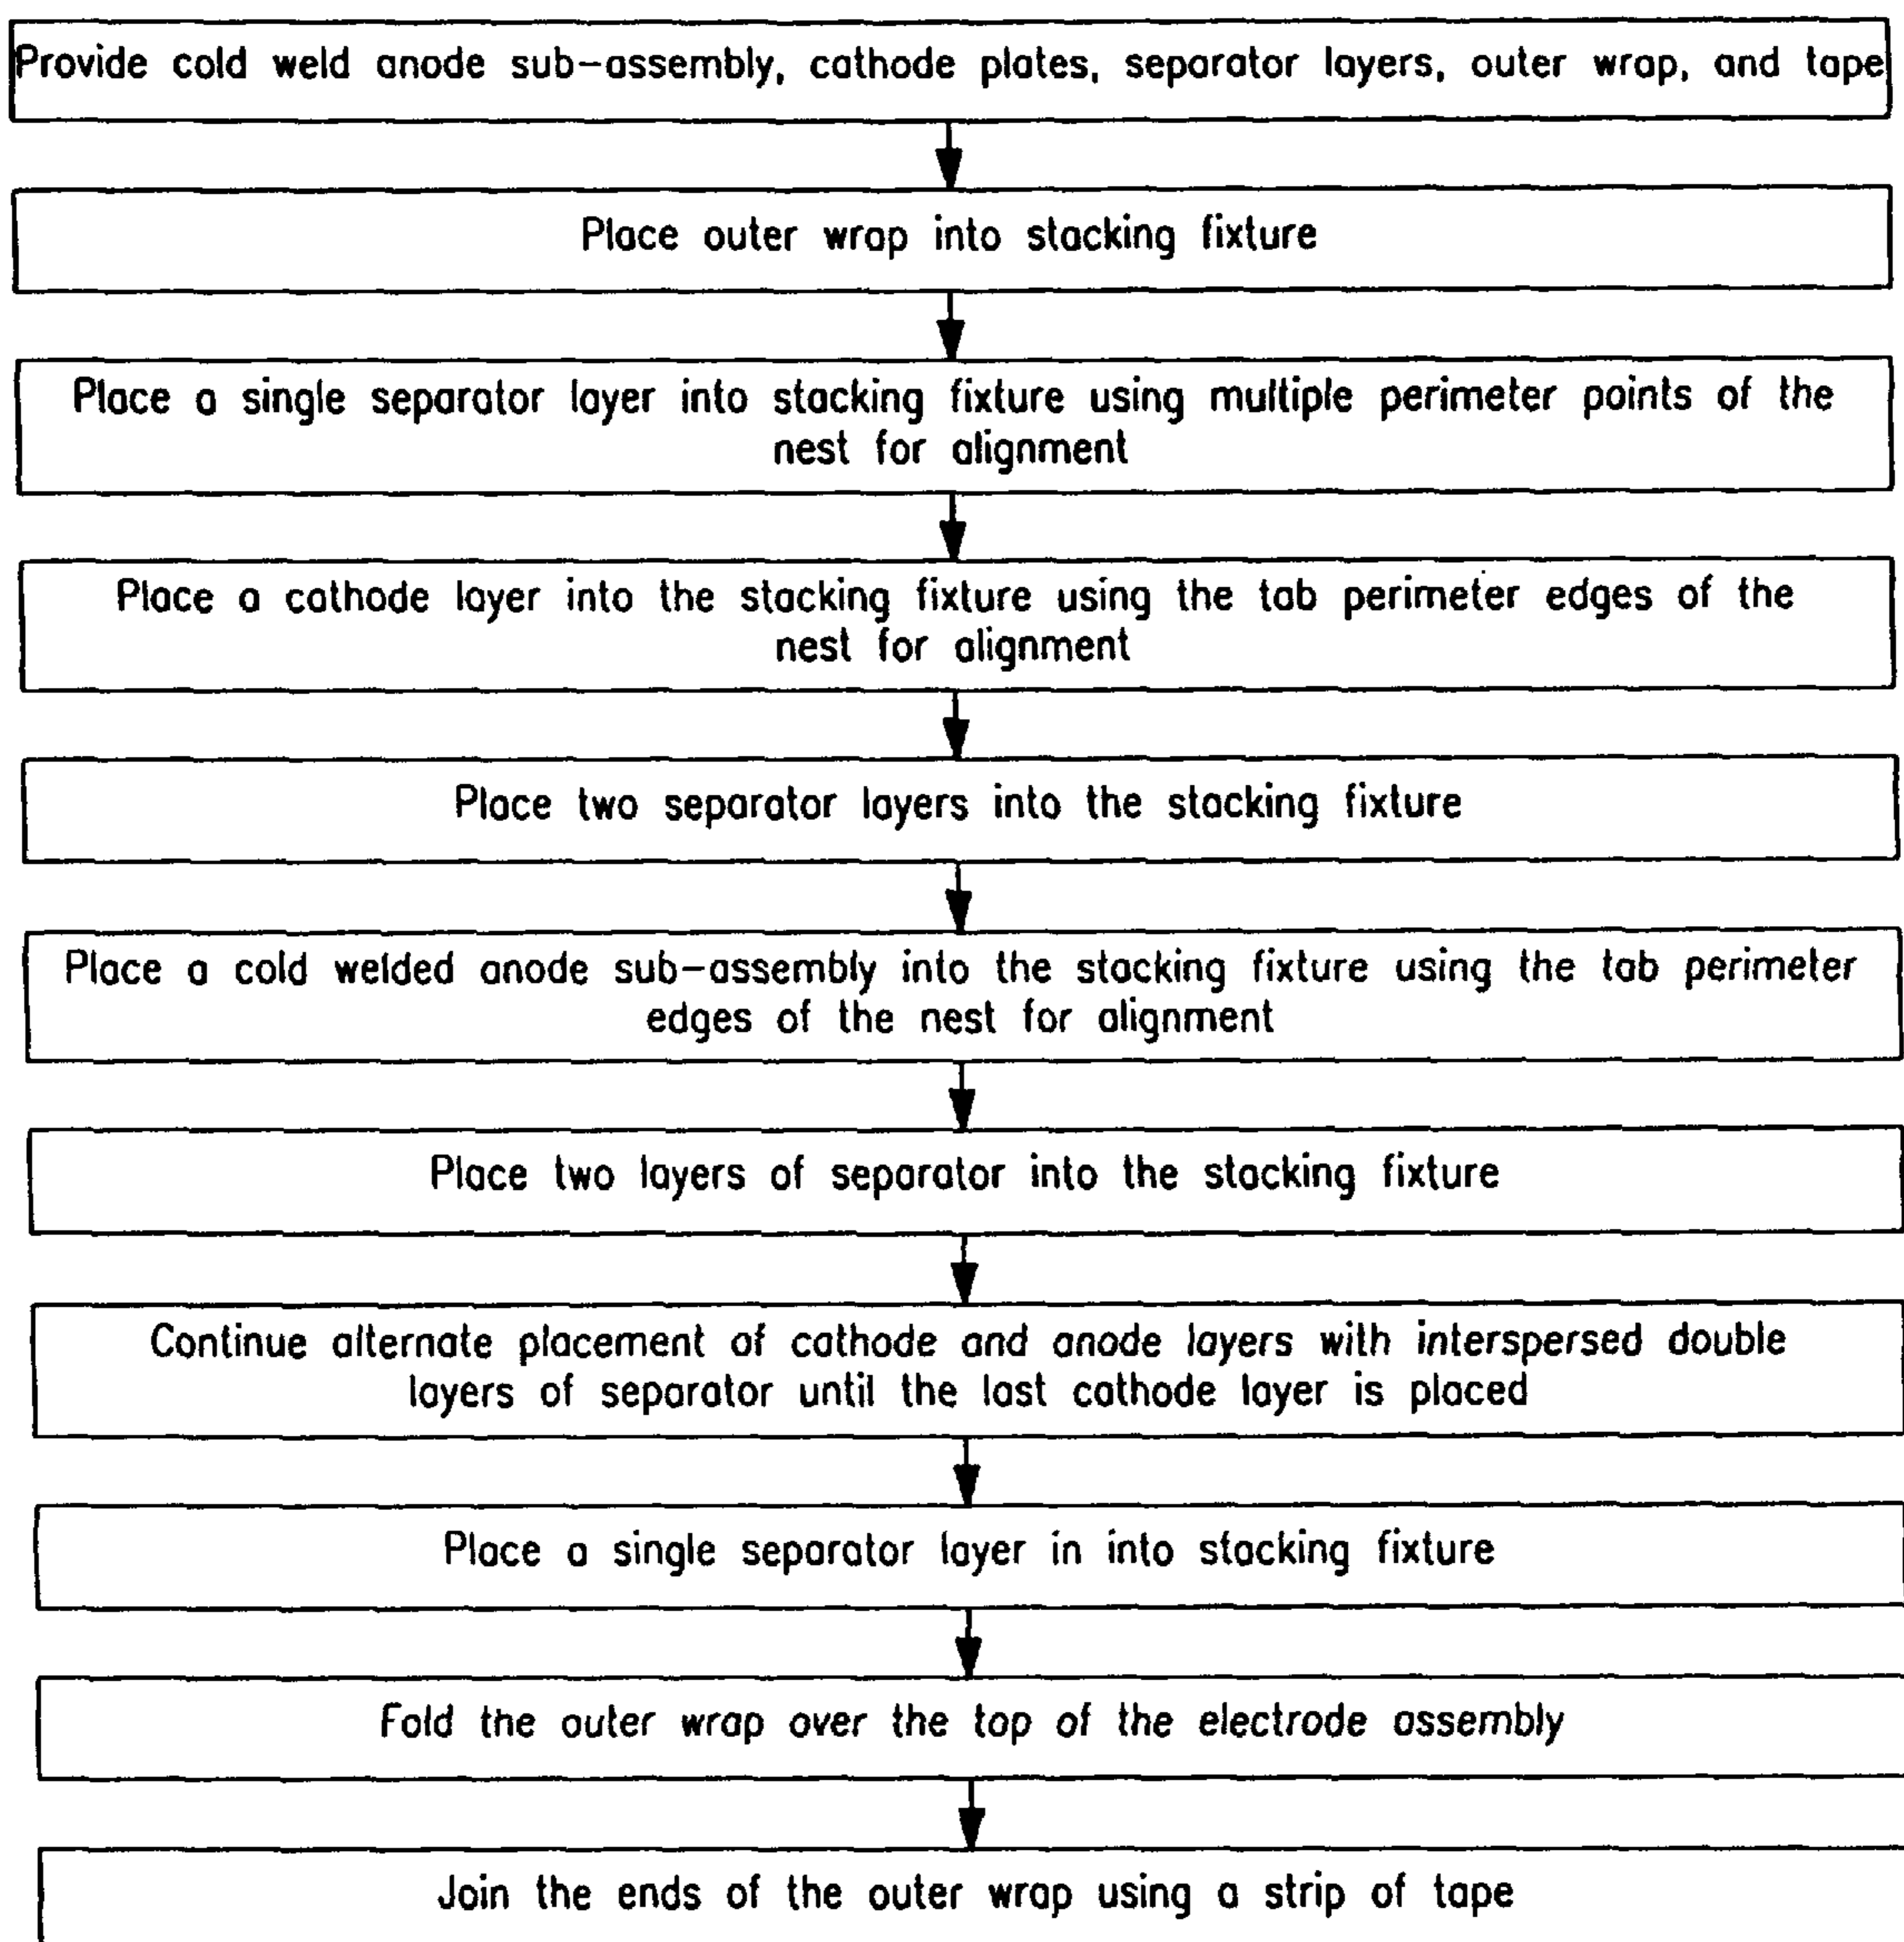 Provide cold weld anode sub-assembly, cathode plates, separator layers, outer wrap, and tape
Place outer wrap into stacking fixture
Place a single separator layer into stacking fixture using multiple perimeter points of the
nest for alignment
Place a cathode layer into the stacking fixture using the tab perimeter edges of the
nest for alignment
Place two separator layers into the stacking fixture
Place a cold welded anode sub-assembly into the stacking fixture using the tab perimeter
edges of the nest for alignment
Place two layers of separator into the stacking fixture
Continue alternate placement of cathode and anode layers with interspersed double
layers of separator until the last cathode layer is placed
Place a single separator layer in into stacking fixture
Fold the outer wrap over the top of the electrode assembly
Join the ends of the outer wrap using a strip of tape